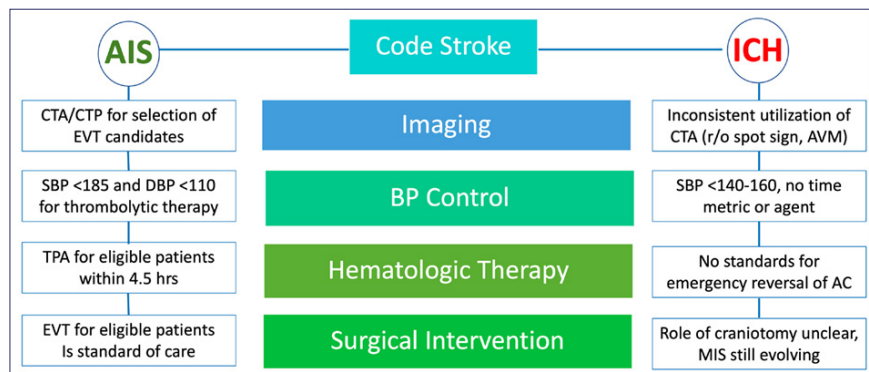 AIS
Code Stroke
ICH
CTA/CTP for selection of
EVT candidates
Imaging
Inconsistent utilization of
CTA (r/o spot sign, AVM)
SBP <185 and DBP <110
for thrombolytic therapy
BP Control
SBP <140-160, no time
metric or agent
TPA for eligible patients
within 4.5 hrs
Hematologic Therapy
No standards for
emergency reversal of AC
EVT for eligible patients
Is standard of care
Surgical Intervention
Role of craniotomy unclear,
MIS still evolving